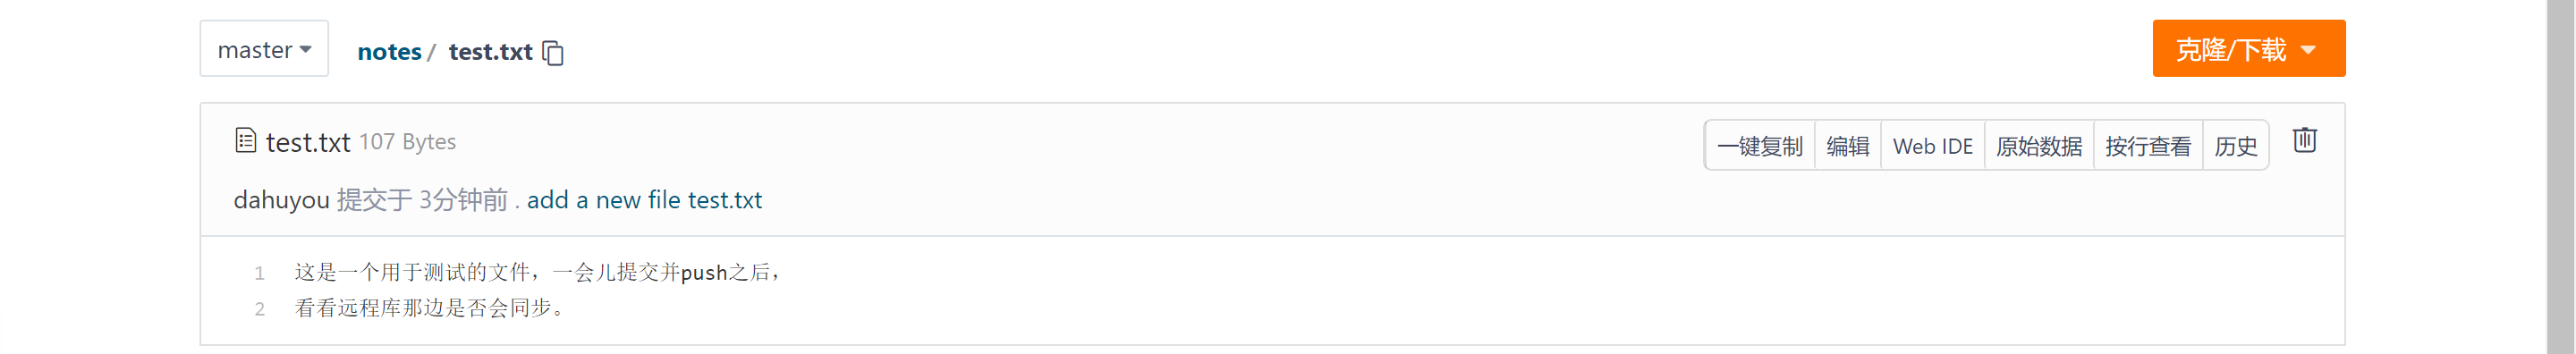 master
notes / test.txt
克隆/下载
test.txt 107 Bytes
一键复制 编辑 Web IDE 原始数据 按行查看 历史
dahuyou 提交于 3分钟前 . add a new file test.txt
1 这是一个用于测试的文件，一会儿提交并push之后，
2 看看远程库那边是否会同步。